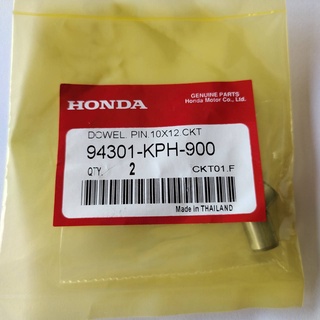 GENUINE PARTS
Honda Motor Co., Ltd.
HONDA
DOWEL PIN 10X12 CKT
94301-KPH-900
QTY. 2 CKT01.F
Made in THAILAND